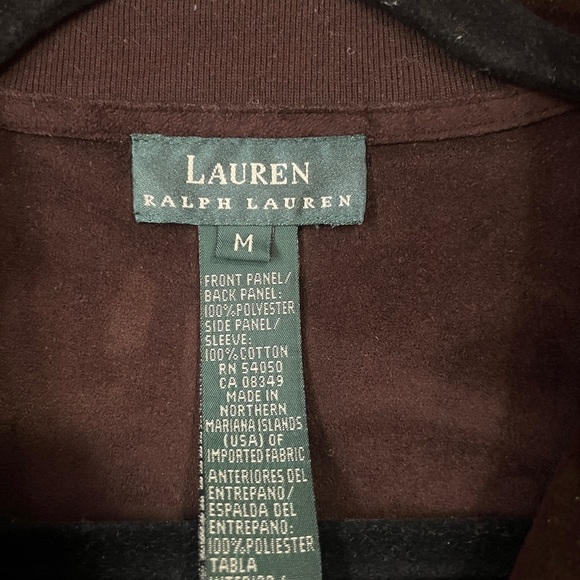 LAUREN
RALPH LAUREN
M
FRONT PANEL/
BACK PANEL:
100%POLYESTER
SIDE PANEL/
SLEEVE:
100%COTTON
RN 54050
CA 08349
MADE IN
NORTHERN
MARIANA ISLANDS
(USA) OF
IMPORTED FABRIC
ANTERIORES DEL
ENTREPANO/
ESPALDA DEL
ENTREPANO:
100%POLIESTER
TABLA